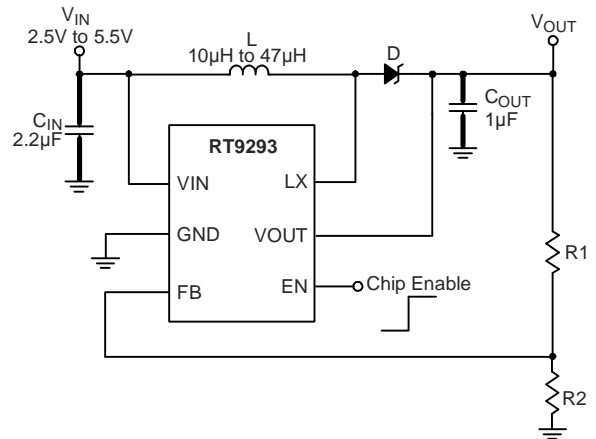 VIN
2.5V to 5.5V
L
10µH to 47µH
D
VOUT
CIN
2.2µF
COUT
1µF
RT9293
VIN
LX
GND
VOUT
FB
EN
Chip Enable
R1
R2